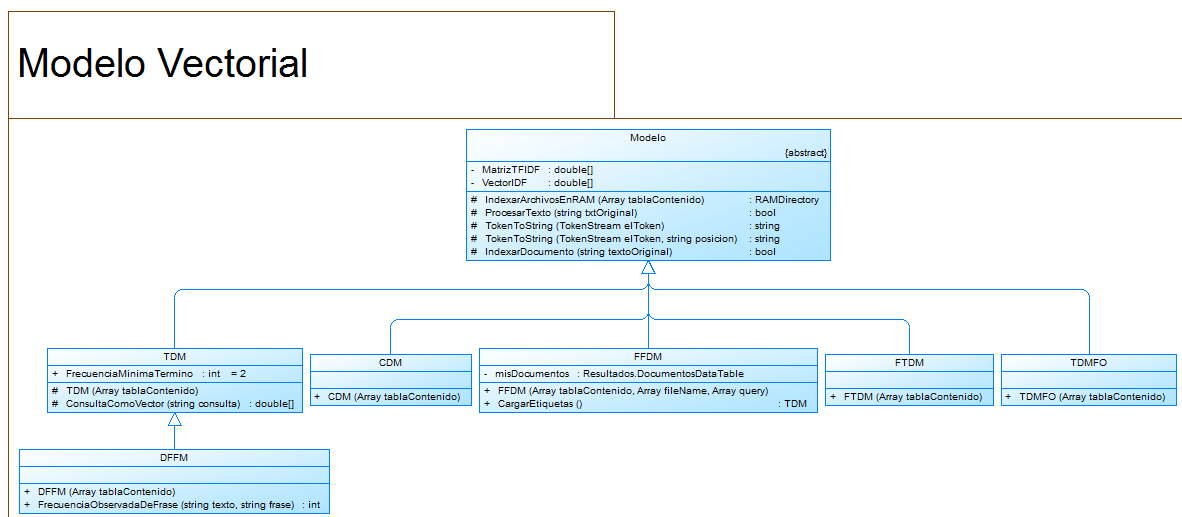 Modelo Vectorial
Modelo
{abstract}
- MatrizTFIDF : double[]
- VectorIDF : double[]
# IndexarArchivosEnRAM (Array tablaContenido) : RAMDirectory
# ProcesarTexto (string txtOriginal) : bool
# TokenToString (TokenStream elToken) : string
# TokenToString (TokenStream elToken, string posicion) : string
# IndexarDocumento (string textoOriginal) : bool
TDM
+ FrecuenciaMinimaTermino : int = 2
# TDM (Array tablaContenido)
# ConsultaComoVector (string consulta) : double[]
CDM
+ CDM (Array tablaContenido)
FFDM
- misDocumentos : Resultados.DocumentosDataTable
+ FFDM (Array tablaContenido, Array fileName, Array query)
+ CargarEtiquetas () : TDM
FTDM
+ FTDM (Array tablaContenido)
TDMFO
+ TDMFO (Array tablaContenido)
DFFM
+ DFFM (Array tablaContenido)
+ FrecuenciaObservadaDeFrase (string texto, string frase) : int